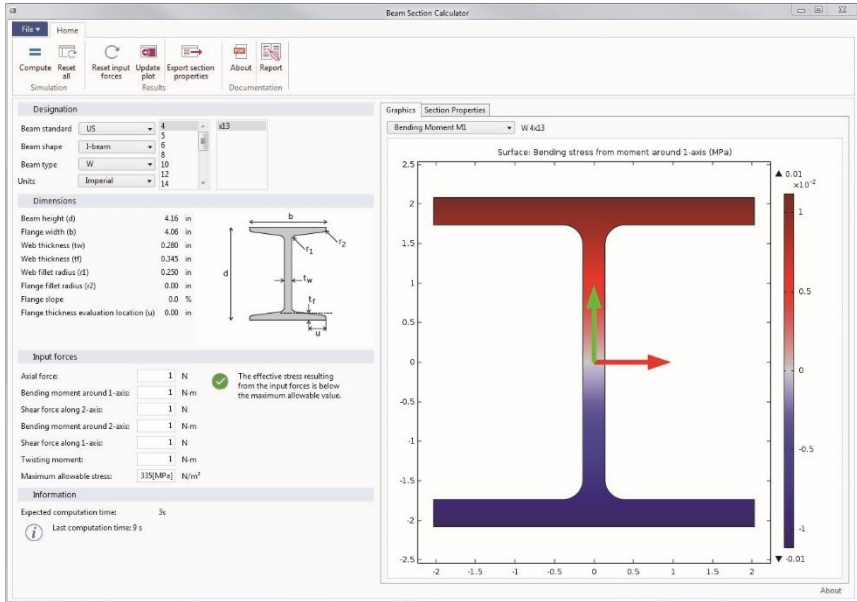 Beam Section Calculator
File
Home
Compute
Reset all
Reset input forces
Update plot
Export section properties
About
Report
Simulation
Results
Documentation
Designation
Beam standard US
Beam shape I-beam
Beam type W
Units Imperial
4
5
6
8
10
12
14
x13
Dimensions
Beam height (d) 4.16 in
Flange width (b) 4.06 in
Web thickness (tw) 0.280 in
Web thickness (tf) 0.345 in
Web fillet radius (r1) 0.250 in
Flange fillet radius (r2) 0.00 in
Flange slope 0.0 %
Flange thickness evaluation location (u) 0.00 in
b
r1
r2
d
tw
tf
u
Input forces
Axial force: 1 N
Bending moment around 1-axis: 1 N·m
Shear force along 2-axis: 1 N
Bending moment around 2-axis: 1 N·m
Shear force along 1-axis: 1 N
Twisting moment: 1 N·m
Maximum allowable stress: 335[MPa] N/m²
The effective stress resulting
from the input forces is below
the maximum allowable value.
Information
Expected computation time: 3s
Last computation time: 9 s
Graphics
Section Properties
Bending Moment M1
W 4x13
Surface: Bending stress from moment around 1-axis (MPa)
2.5
2
1.5
1
0.5
0
-0.5
-1
-1.5
-2
-2.5
-2 -1.5 -1 -0.5 0 0.5 1 1.5 2
▲ 0.01
×10⁻²
1
0.5
0
-0.5
-1
▼ -0.01
About